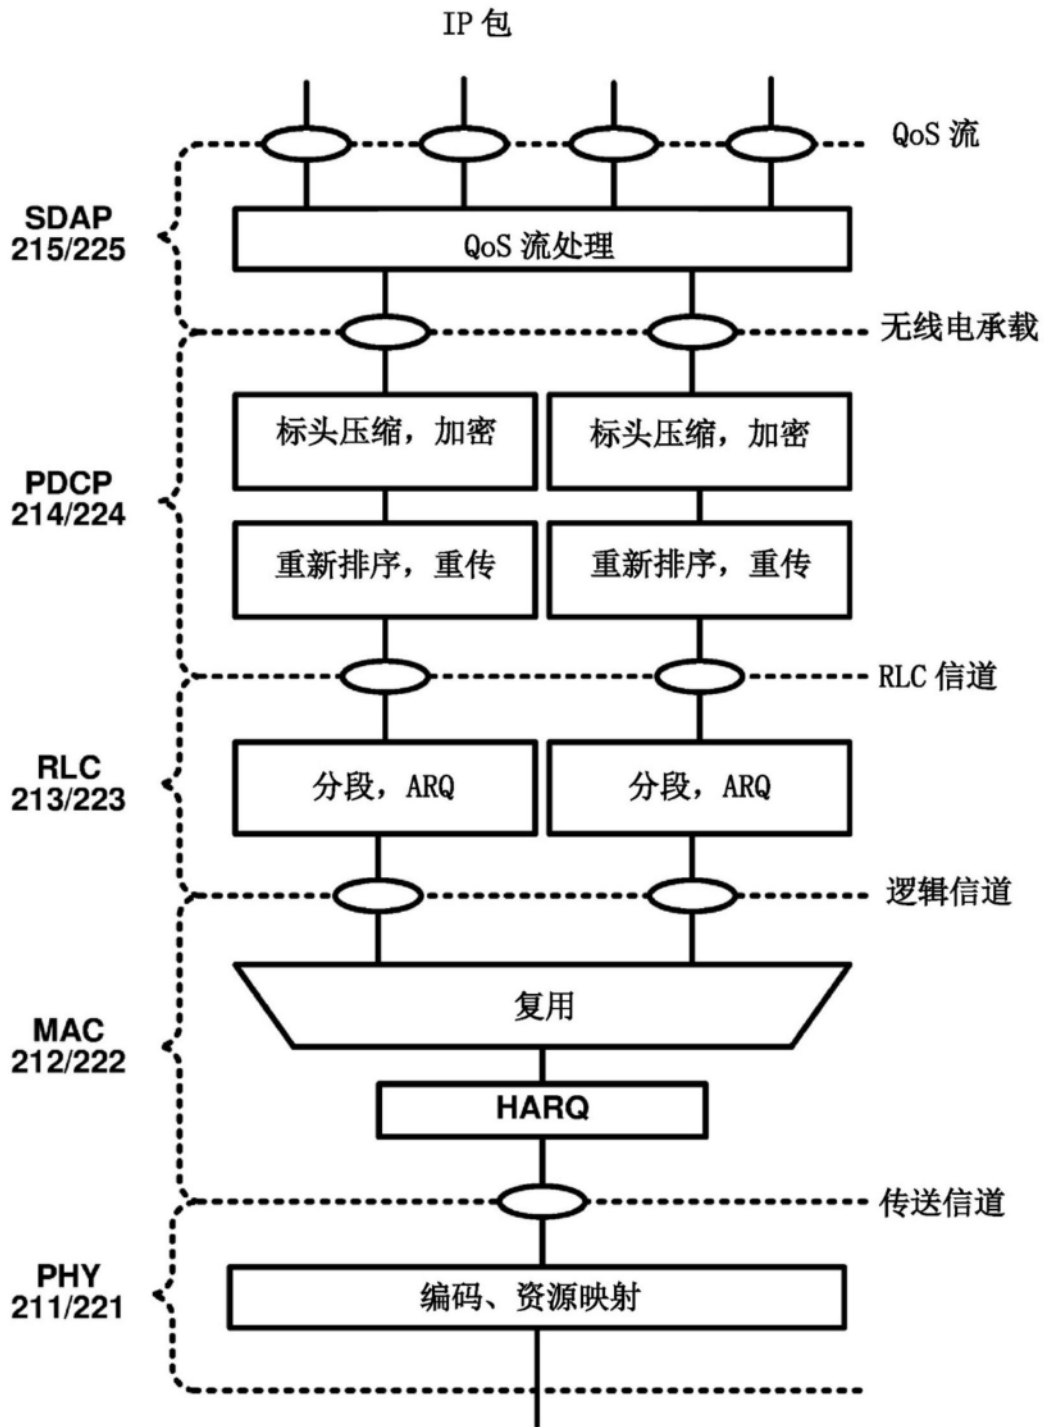 IP 包
QoS 流
SDAP
215/225
QoS 流处理
无线电承载
标头压缩，加密
标头压缩，加密
PDCP
214/224
重新排序，重传
重新排序，重传
RLC 信道
RLC
213/223
分段，ARQ
分段，ARQ
逻辑信道
复用
MAC
212/222
HARQ
传送信道
PHY
211/221
编码、资源映射